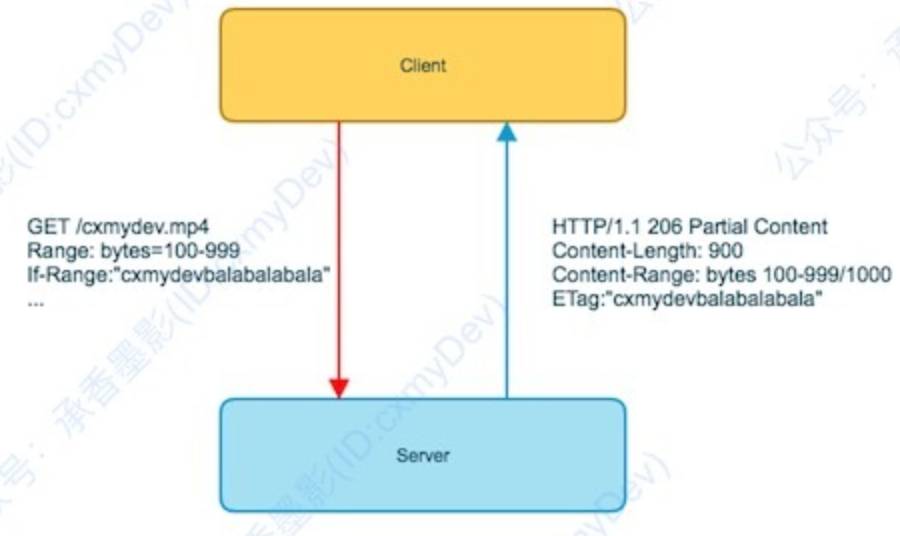 Client
GET /cxmydev.mp4
Range: bytes=100-999
If-Range:"cxmydevbalabalabala"
...
HTTP/1.1 206 Partial Content
Content-Length: 900
Content-Range: bytes 100-999/1000
ETag:"cxmydevbalabalabala"
Server
公众号：承香墨影(ID:cxmyDev)